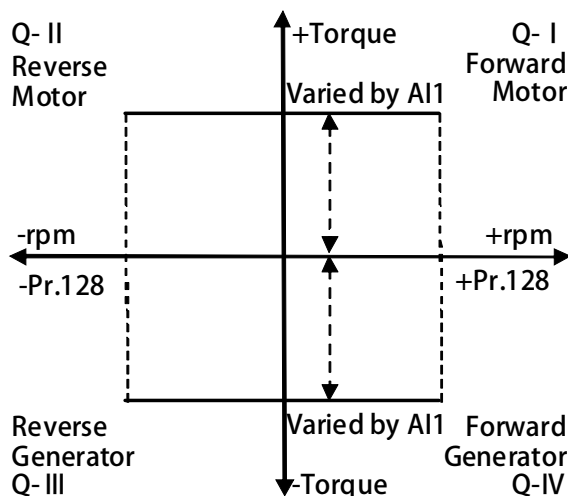 Q- II
Reverse
Motor
+Torque
Q- I
Forward
Motor
Varied by AI1
-rpm
+rpm
-Pr.128
+Pr.128
Varied by AI1
Reverse
Generator
Q-III
-Torque
Forward
Generator
Q-IV